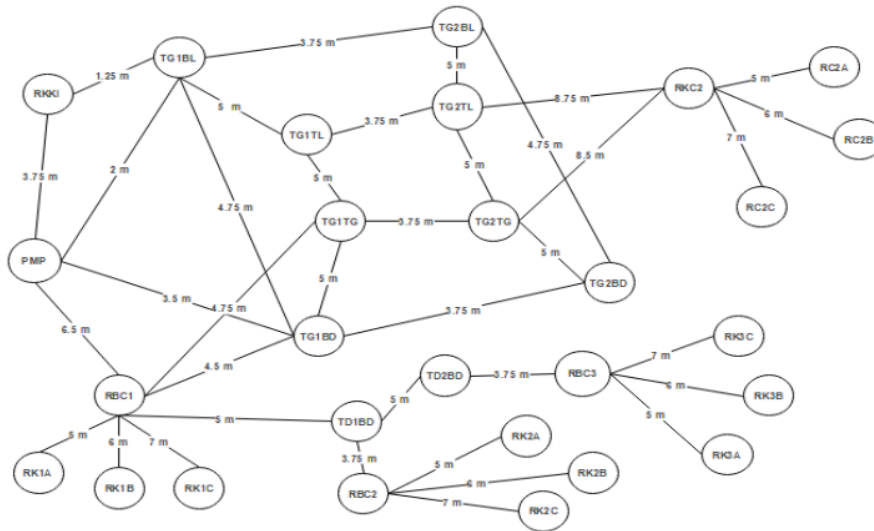 3.75 m
TG2BL
TG1BL
1.25 m
5 m
RC2A
RKKI
TG2TL
8.75 m
RKC2
5 m
5 m
3.75 m
6 m
TG1TL
4.75 m
RC2B
7 m
8.5 m
3.75 m
2 m
5 m
5 m
4.75 m
RC2C
TG1TG
3.75 m
TG2TG
PMP
5 m
5 m
TG2BD
3.5 m
4.75 m
3.75 m
6.5 m
TG1BD
RK3C
7 m
4.5 m
TD2BD
3.75 m
RBC3
RBC1
6 m
RK3B
5 m
5 m
TD1BD
5 m
5 m
6 m
7 m
RK2A
3.75 m
RK3A
5 m
RK1A
RK1B
RK1C
RBC2
6 m
RK2B
7 m
RK2C